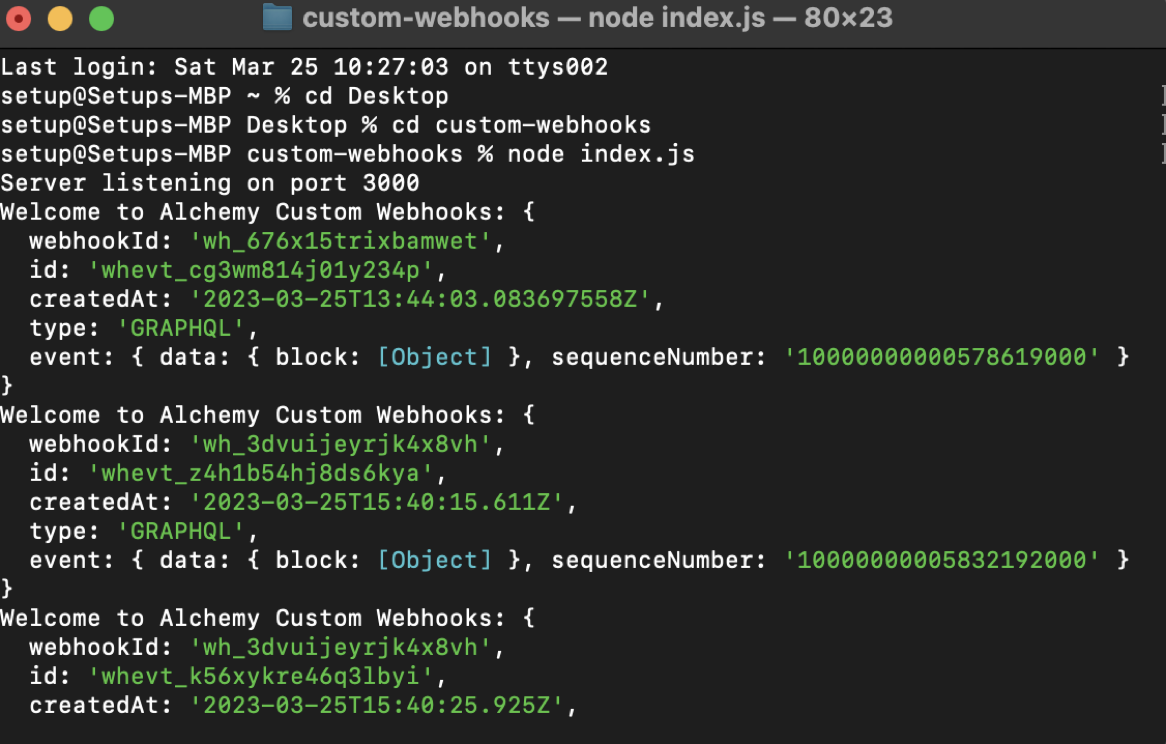 custom-webhooks — node index.js — 80×23
Last login: Sat Mar 25 10:27:03 on ttys002
setup@Setups-MBP ~ % cd Desktop
setup@Setups-MBP Desktop % cd custom-webhooks
setup@Setups-MBP custom-webhooks % node index.js
Server listening on port 3000
Welcome to Alchemy Custom Webhooks: {
  webhookId: 'wh_676x15trixbamwet',
  id: 'whevt_cg3wm814j01y234p',
  createdAt: '2023-03-25T13:44:03.083697558Z',
  type: 'GRAPHQL',
  event: { data: { block: [Object] }, sequenceNumber: '10000000000578619000' }
}
Welcome to Alchemy Custom Webhooks: {
  webhookId: 'wh_3dvuijeyrjk4x8vh',
  id: 'whevt_z4h1b54hj8ds6kya',
  createdAt: '2023-03-25T15:40:15.611Z',
  type: 'GRAPHQL',
  event: { data: { block: [Object] }, sequenceNumber: '10000000005832192000' }
}
Welcome to Alchemy Custom Webhooks: {
  webhookId: 'wh_3dvuijeyrjk4x8vh',
  id: 'whevt_k56xykre46q3lbyi',
  createdAt: '2023-03-25T15:40:25.925Z',